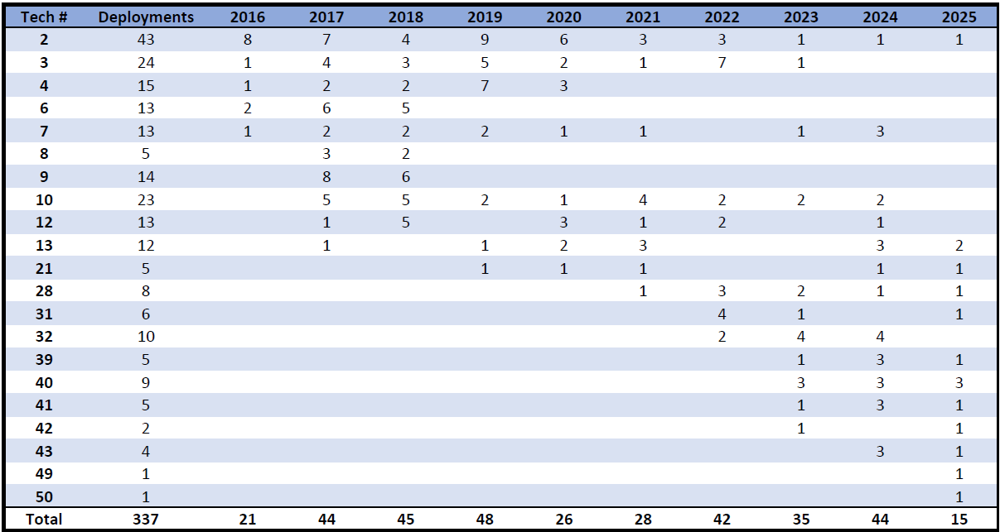 Tech # Deployments 2016 2017 2018 2019 2020 2021 2022 2023 2024 2025
2 43 8 7 4 9 6 3 3 1 1 1
3 24 1 4 3 5 2 1 7 1
4 15 1 2 2 7 3
6 13 2 6 5
7 13 1 2 2 2 1 1 1 3
8 5 3 2
9 14 8 6
10 23 5 5 2 1 4 2 2 2
12 13 1 5 3 1 2 1
13 12 1 1 2 3 3 2
21 5 1 1 1 1 1
28 8 1 3 2 1 1
31 6 4 1 1
32 10 2 4 4
39 5 1 3 1
40 9 3 3 3
41 5 1 3 1
42 2 1 1
43 4 3 1
49 1 1
50 1 1
Total 337 21 44 45 48 26 28 42 35 44 15